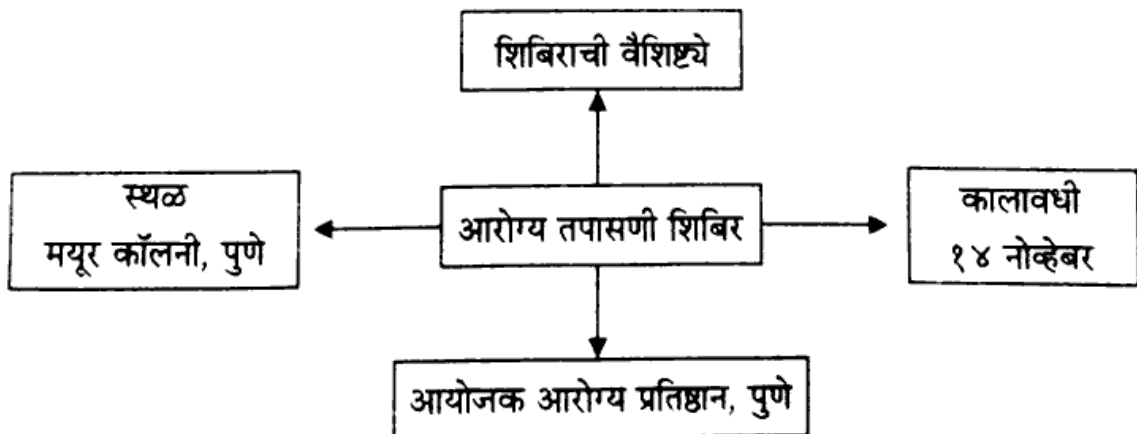 शिबिराची वैशिष्ट्ये
स्थळ
मयूर कॉलनी, पुणे
आरोग्य तपासणी शिबिर
कालावधी
१४ नोव्हेबर
आयोजक आरोग्य प्रतिष्ठान, पुणे